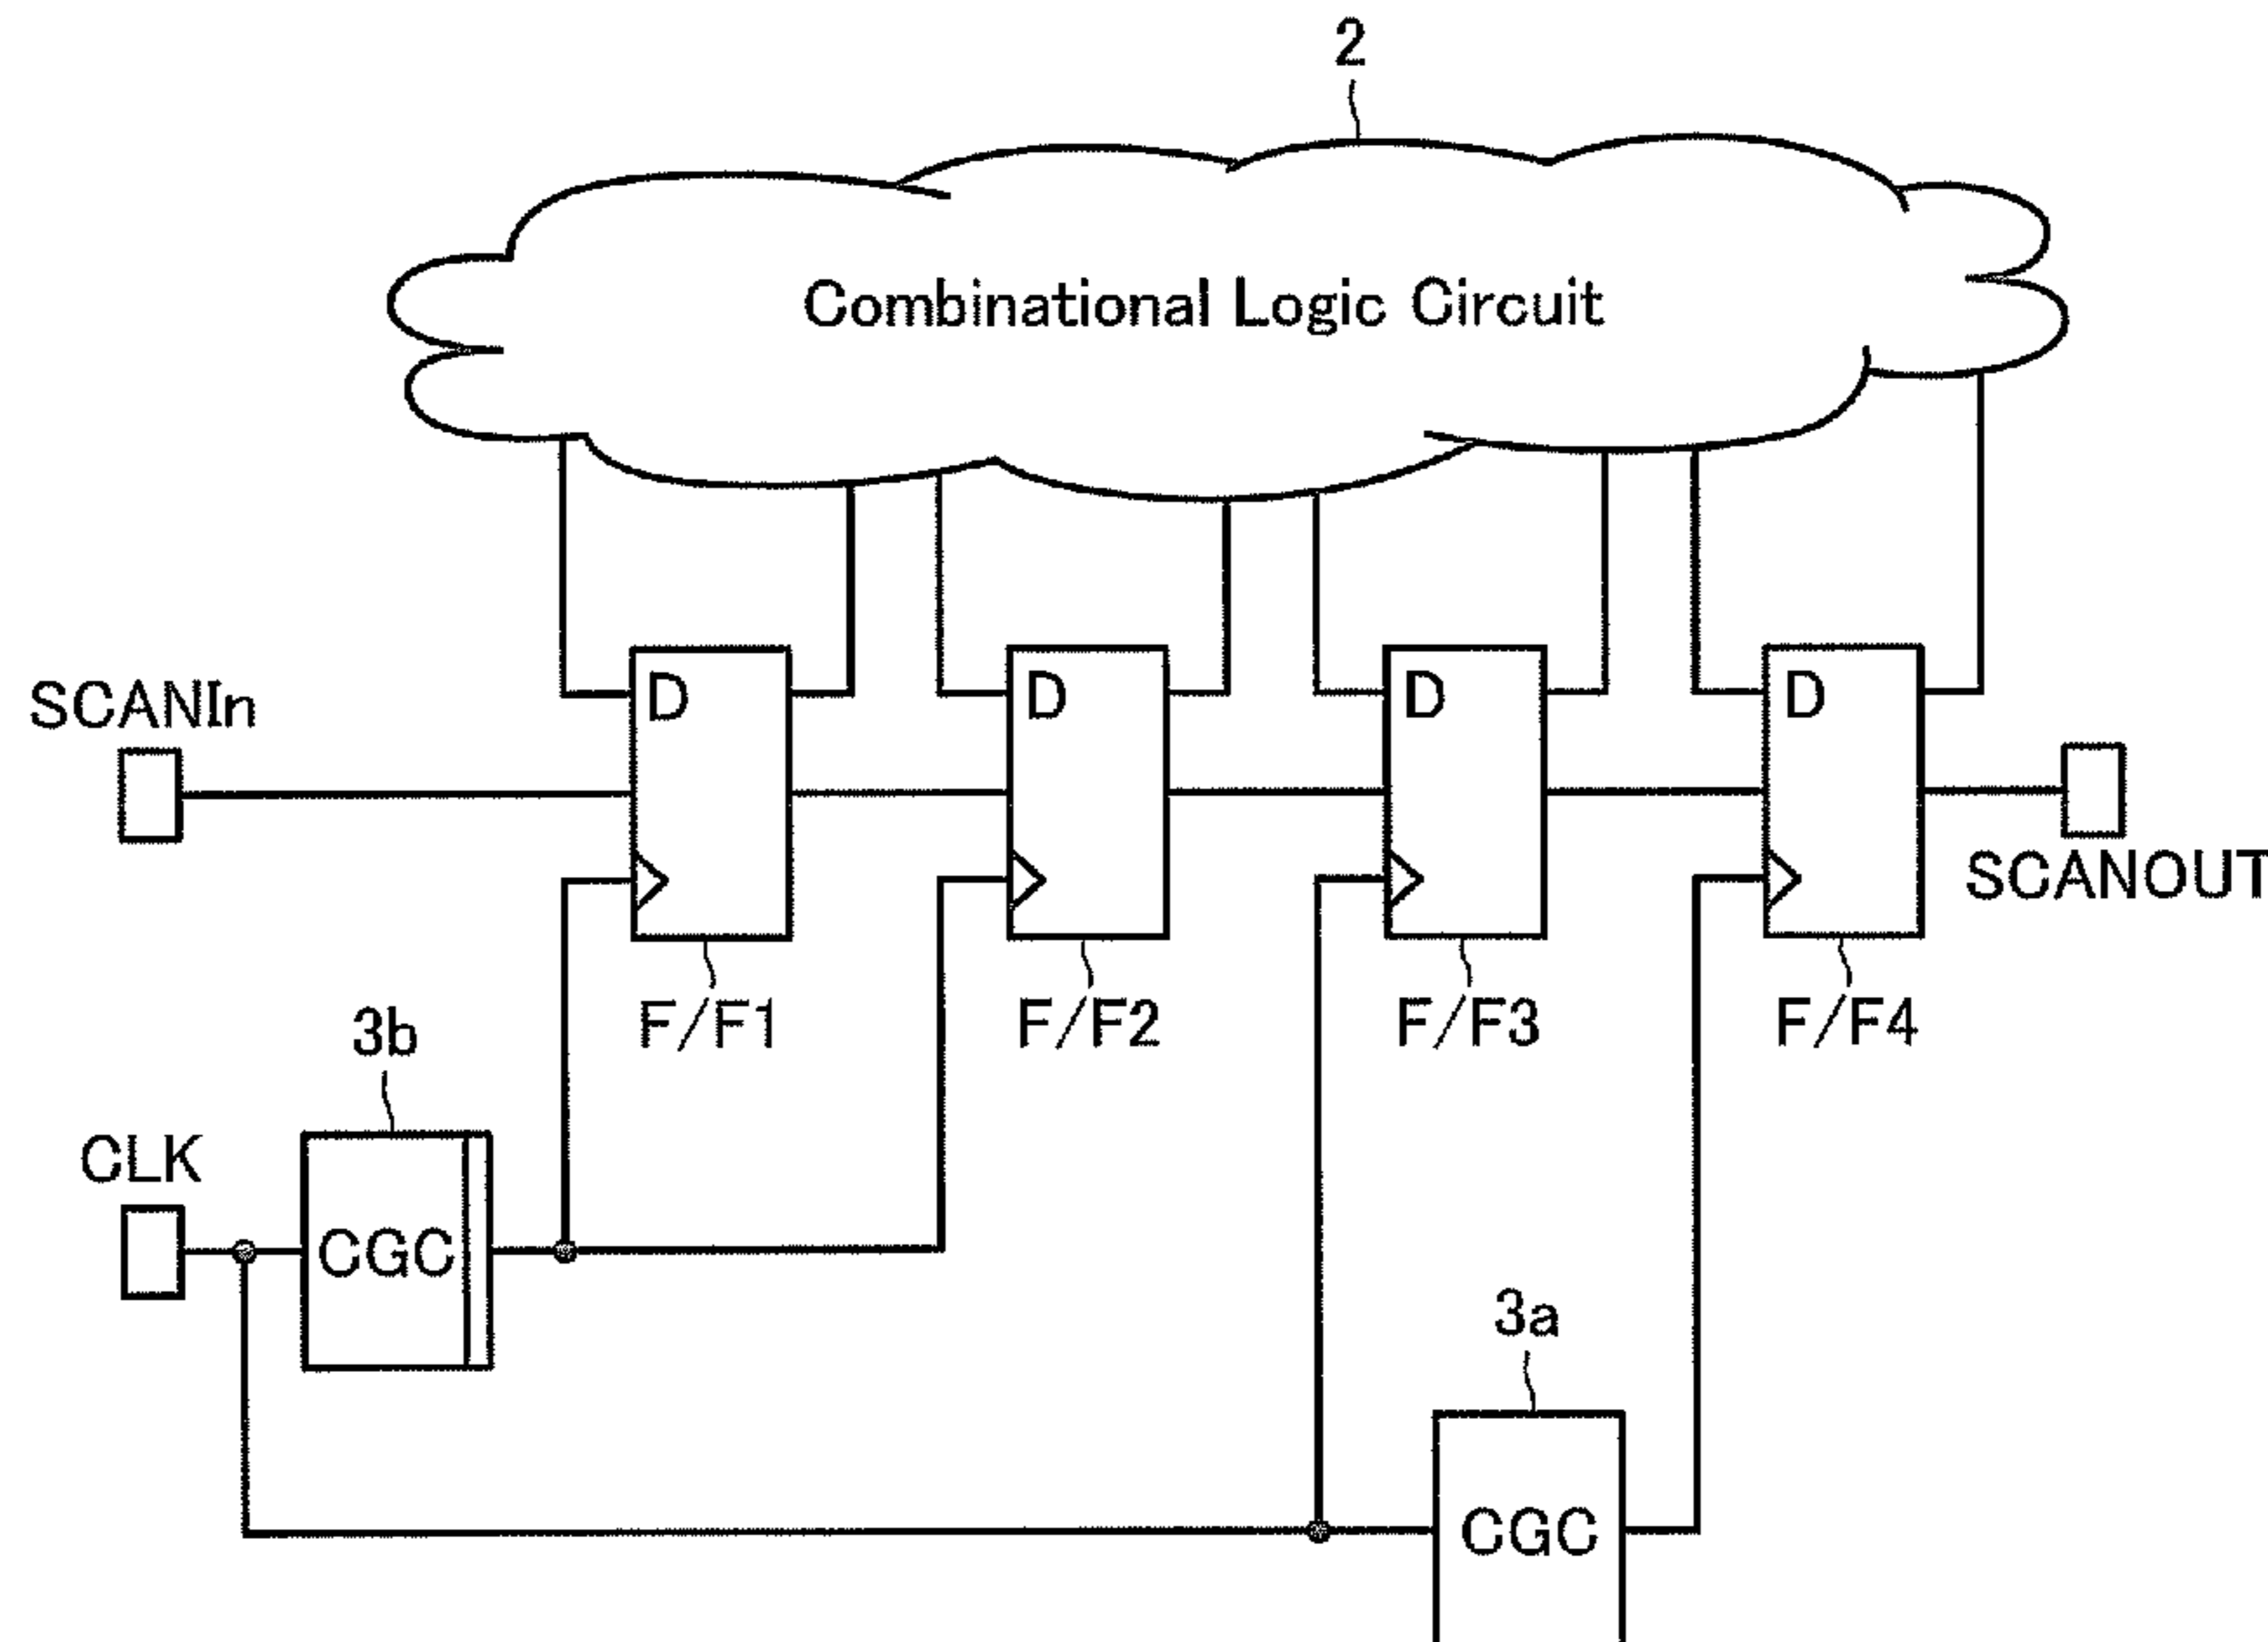 2
Combinational Logic Circuit
D
D
D
D
SCANIn
SCANOUT
F/F1
F/F2
F/F3
F/F4
3b
CLK
CGC
3a
CGC